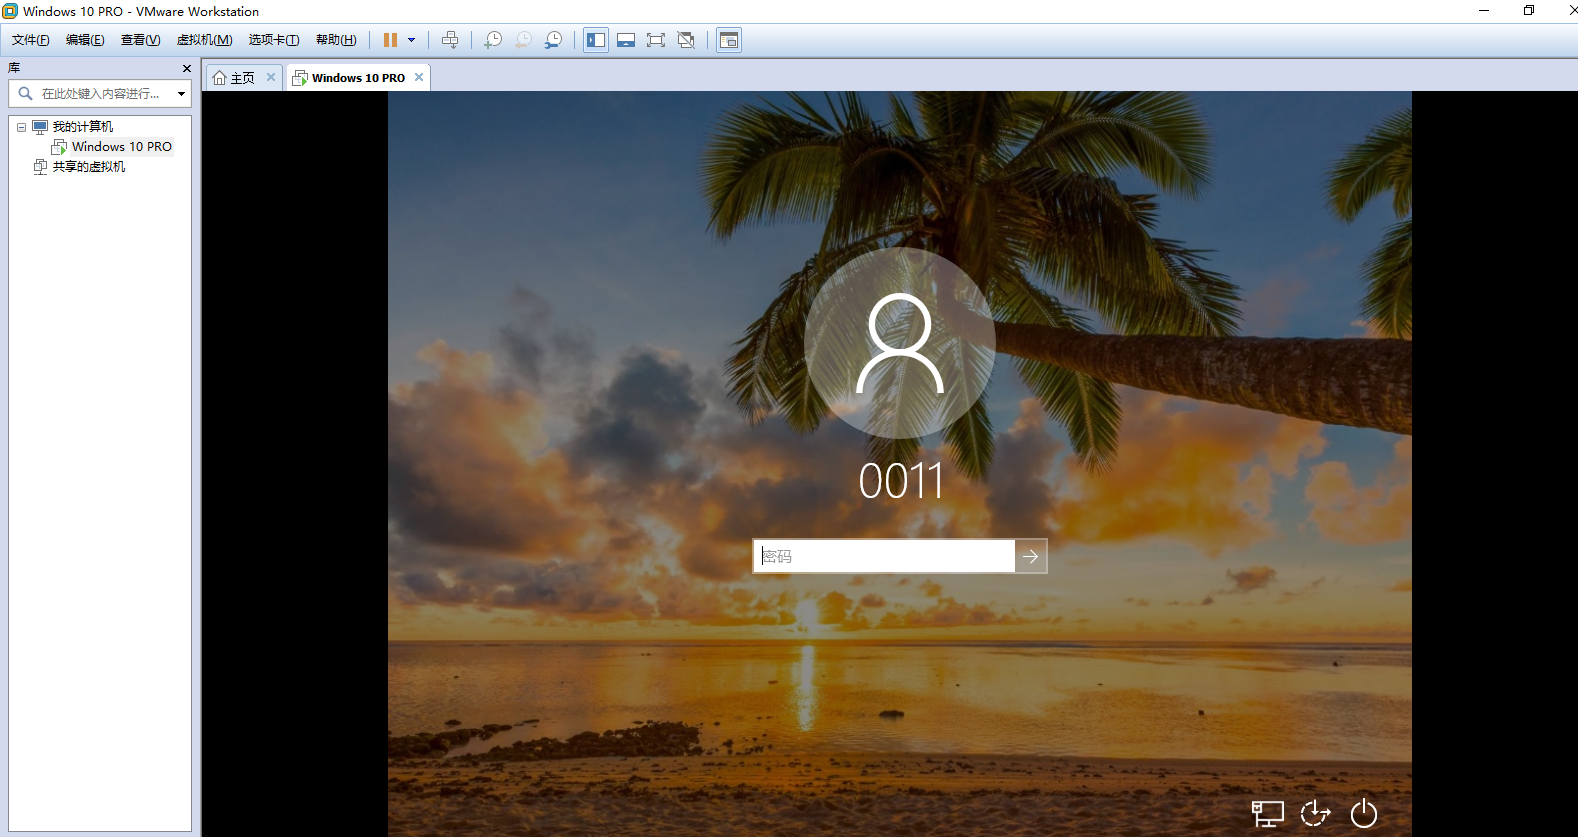 Windows 10 PRO - VMware Workstation
文件(F) 编辑(E) 查看(V) 虚拟机(M) 选项卡(T) 帮助(H)
库
在此处键入内容进行...
我的计算机
Windows 10 PRO
共享的虚拟机
主页 Windows 10 PRO
0011
密码